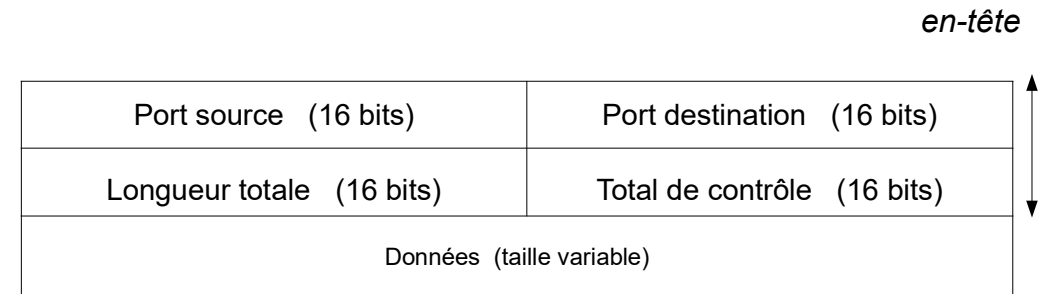 en-tête
Port source (16 bits)
Port destination (16 bits)
Longueur totale (16 bits)
Total de contrôle (16 bits)
Données (taille variable)